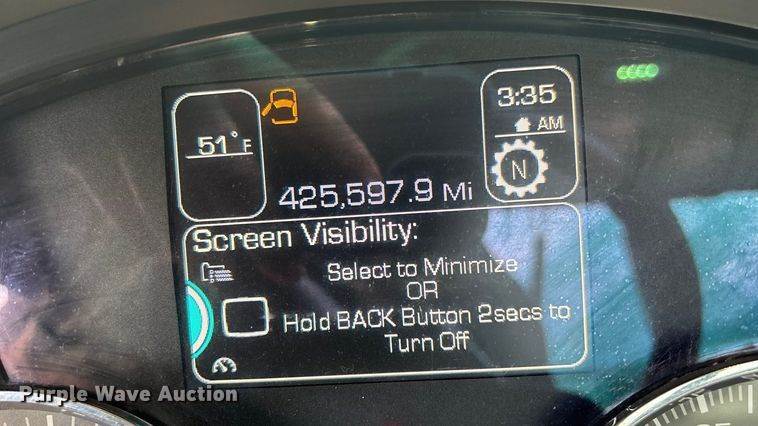 51°F
3:35
AM
N
425,597.9 Mi
Screen Visibility:
Select to Minimize
OR
Hold BACK Button 2secs to
Turn Off
Purple Wave Auction